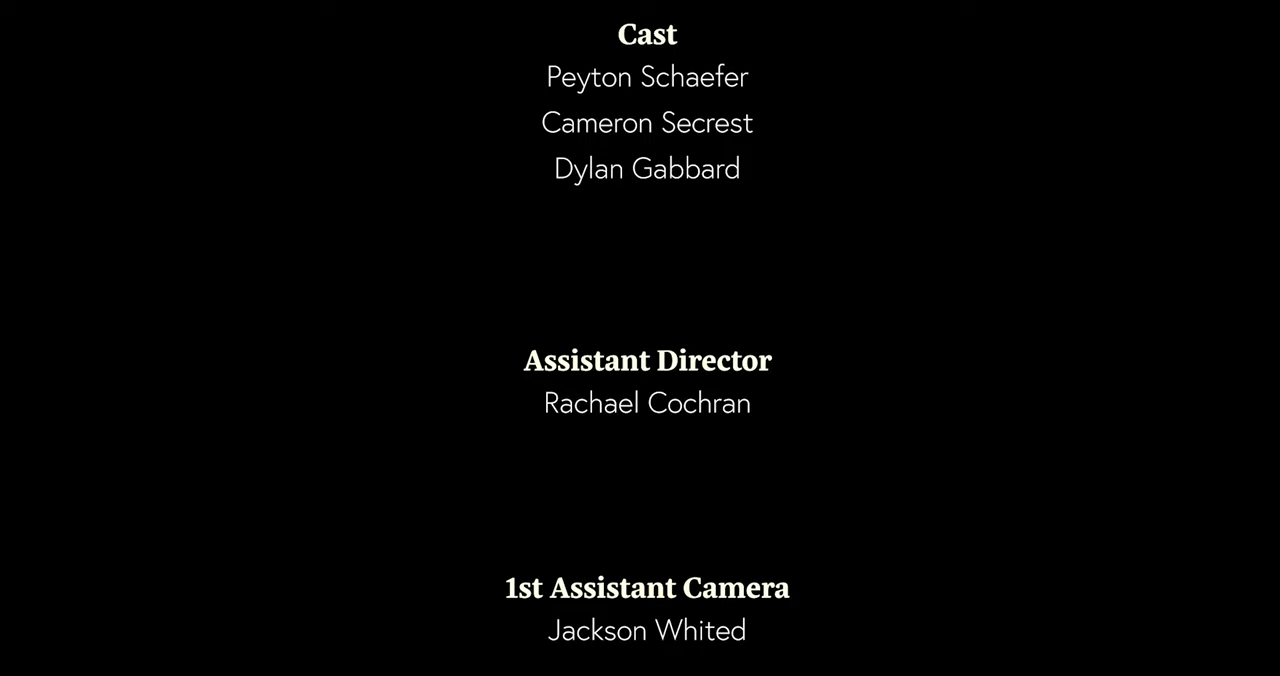 Cast
Peyton Schaefer
Cameron Secrest
Dylan Gabbard
Assistant Director
Rachael Cochran
1st Assistant Camera
Jackson Whited